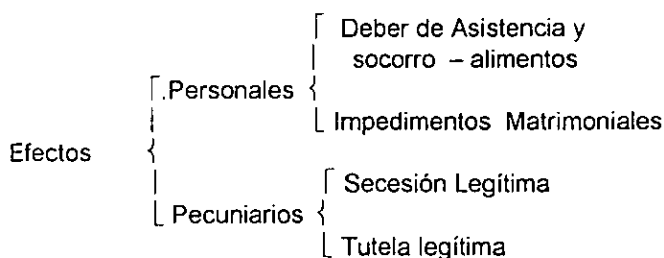 Deber de Asistencia y
socorro – alimentos
.Personales
Impedimentos Matrimoniales
Efectos
Secesión Legítima
Pecuniarios
Tutela legítima